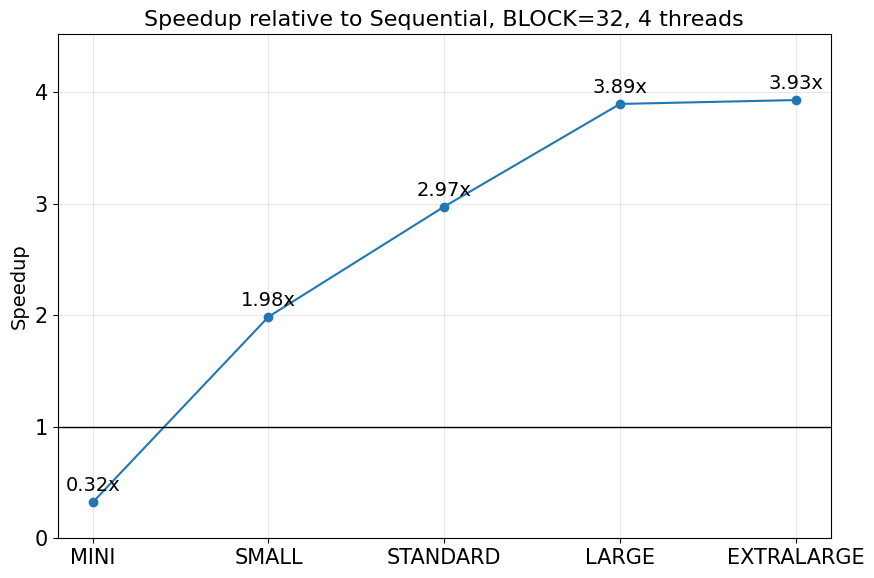 Speedup relative to Sequential, BLOCK=32, 4 threads
Speedup
4
3
2
1
0
0.32x
1.98x
2.97x
3.89x
3.93x
MINI
SMALL
STANDARD
LARGE
EXTRALARGE